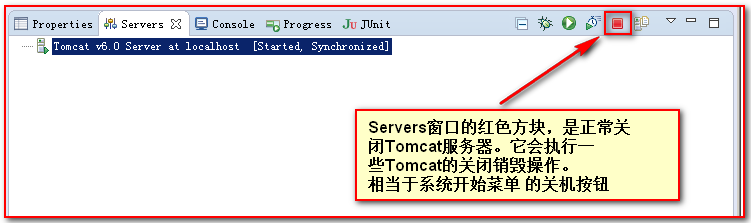 Properties Servers Console Progress JUnit
Tomcat v6.0 Server at localhost [Started, Synchronized]
Servers窗口的红色方块，是正常关
闭Tomcat服务器。它会执行一
些Tomcat的关闭销毁操作。
相当于系统开始菜单 的关机按钮